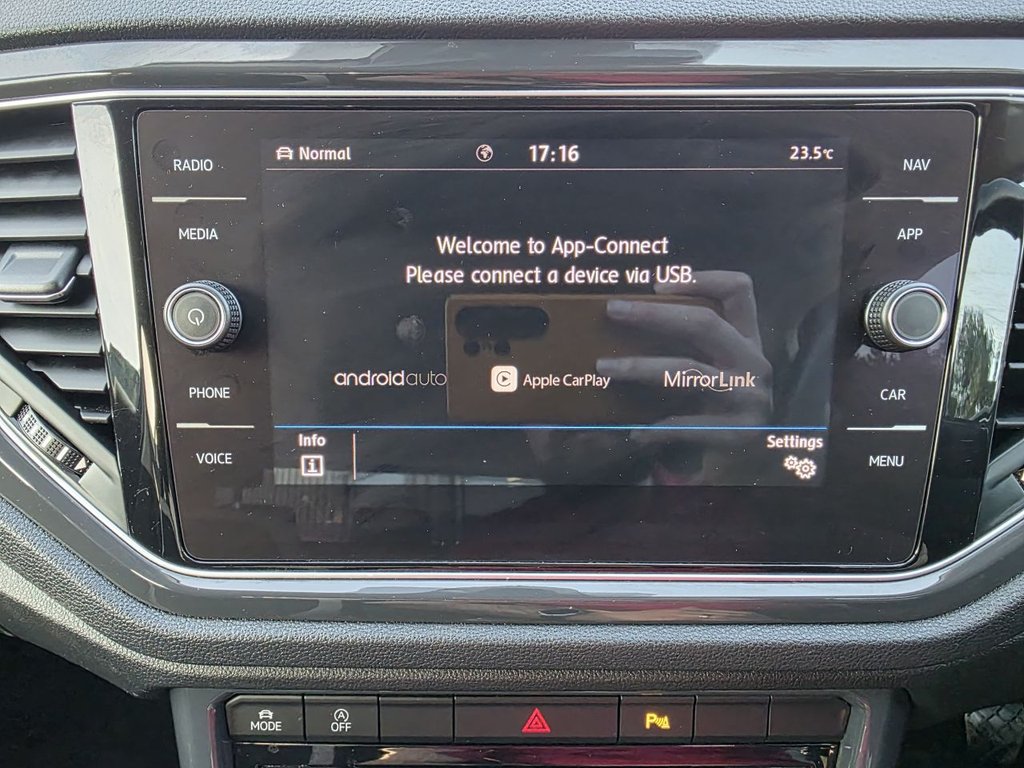 RADIO
Normal
17:16
23.5°C
NAV
MEDIA
APP
Welcome to App-Connect
Please connect a device via USB.
androidauto
Apple CarPlay
MirrorLink
PHONE
CAR
Info
Settings
VOICE
i
MENU
MODE
A
OFF
P